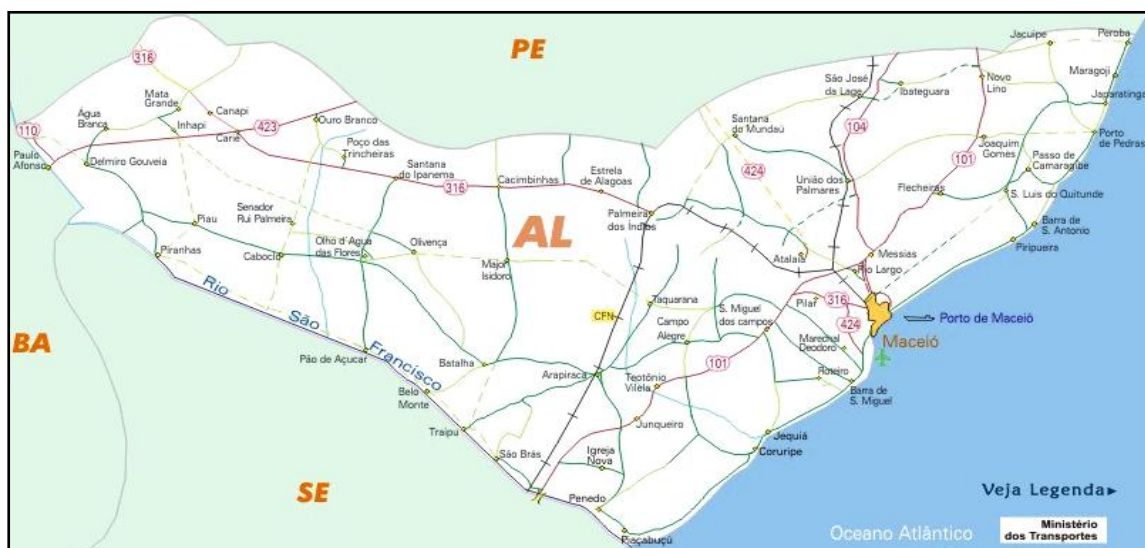 316
PE
Jacuipe
Peroba
Maragoji
Japaratinga
São José
da Lage
Ibateguara
Novo
Lino
Mata
Grande
Água
Branca
Canapi
Inhapi
Carié
423
Ouro Branco
Poço das
Trincheiras
110
Paulo
Afonso
Delmiro Gouveia
Santana
do Ipanema
316
Cacimbinhas
Estrela
de Alagoas
Santana
do Mundaú
104
424
União dos
Palmares
101
Joaquim
Gomes
Porto
de Pedras
Passo de
Camaragibe
Flecheiras
S. Luis do Quitunde
Barra de
S. Antonio
Piripueira
Piau
Senador
Rui Palmeira
Palmeira
dos Indios
AL
Piranhas
Caboclo
Olho d´Agua
das Flores
Olivença
Major
Isidoro
Atalaia
Messias
Rio Largo
Rio
São
Francisco
BA
CFN
Taquarana
Campo
Alegre
S. Miguel
dos campos
Pilar
316
424
Porto de Maceió
Maceió
Marechal
Deodoro
Pão de Açucar
Batalha
Belo
Monte
Arapiraca
Teotônio
Vilela
101
Roteiro
Barra de
S. Miguel
Traipu
Junqueiro
Jequiá
Coruripe
São Brás
Igreja
Nova
SE
Penedo
Piaçabuçú
Veja Legenda
Oceano Atlântico
Ministério
dos Transportes